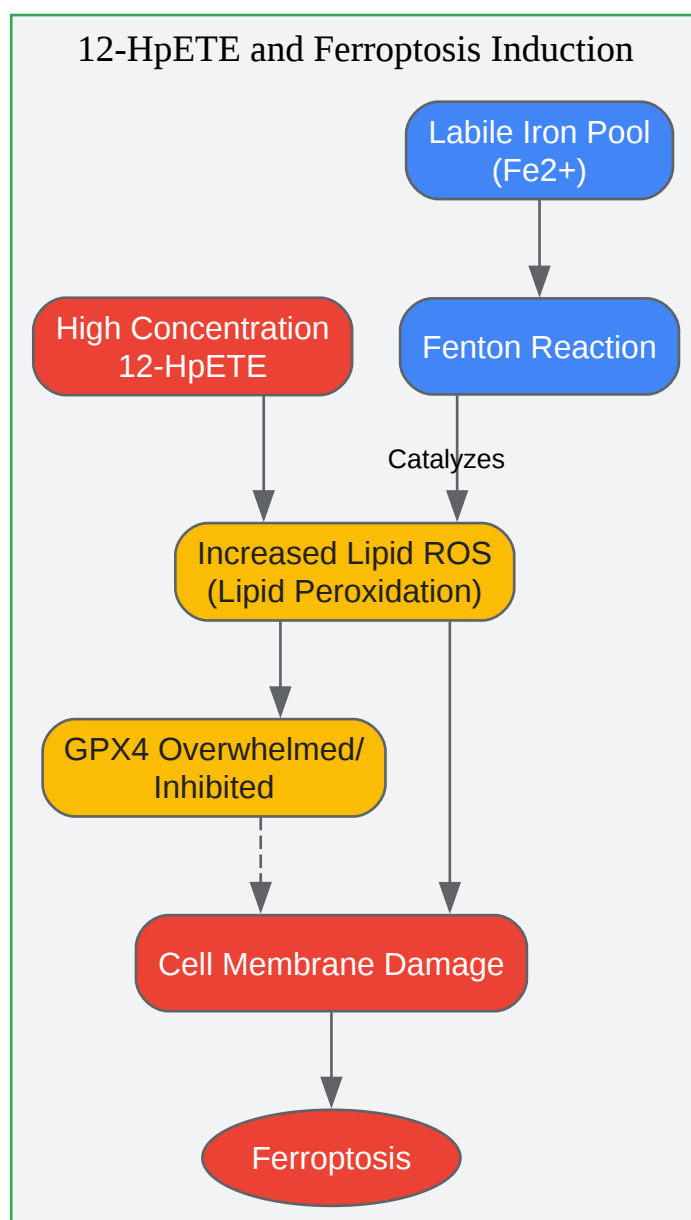 12-HpETE and Ferroptosis Induction
Labile Iron Pool
(Fe2+)
High Concentration
12-HpETE
Fenton Reaction
Catalyzes
Increased Lipid ROS
(Lipid Peroxidation)
GPX4 Overwhelmed/
Inhibited
Cell Membrane Damage
Ferroptosis